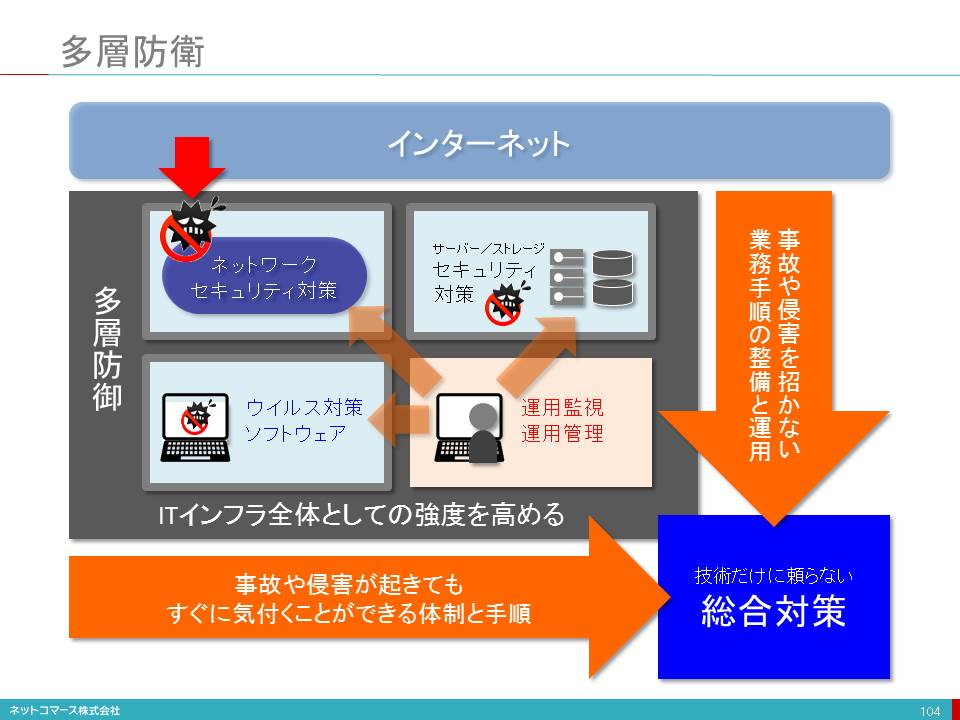 多層防衛
インターネット
多層防御
ネットワーク
セキュリティ対策
サーバー／ストレージ
セキュリティ
対策
ウイルス対策
ソフトウェア
運用監視
運用管理
ITインフラ全体としての強度を高める
事故や侵害を招かない
業務手順の整備と運用
事故や侵害が起きても
すぐに気付くことができる体制と手順
技術だけに頼らない
総合対策
ネットコマース株式会社
104